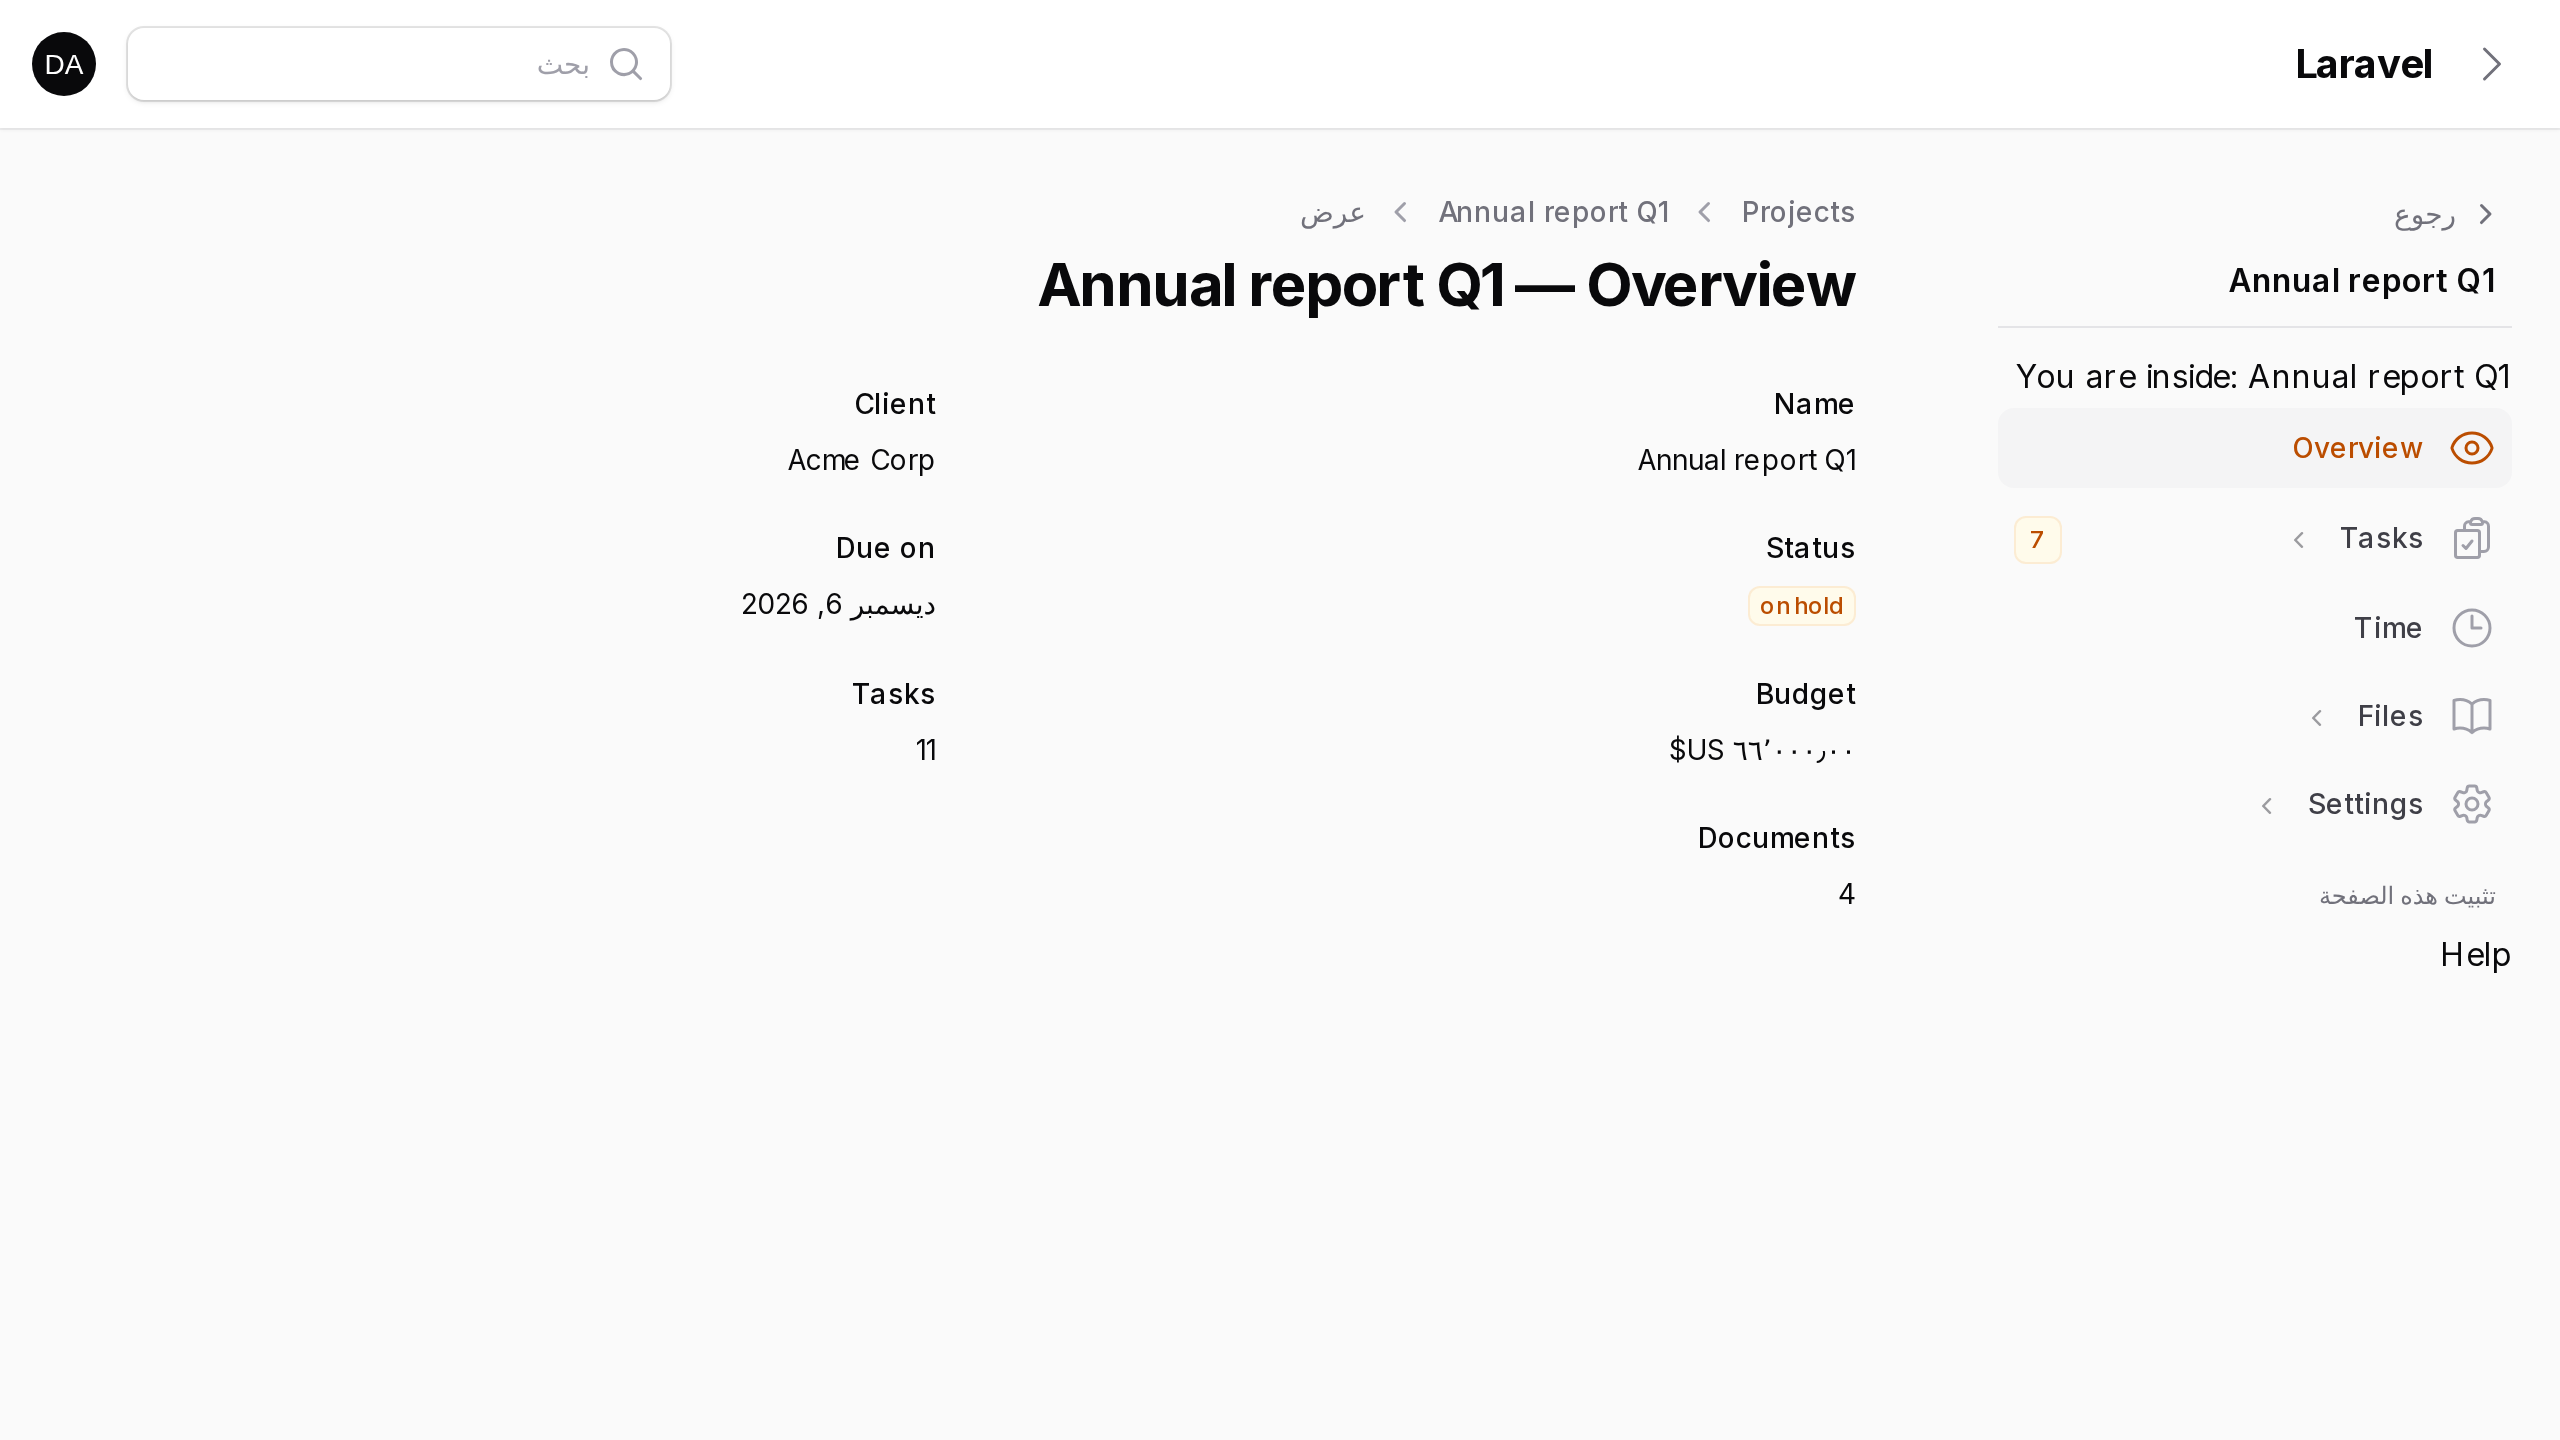 Laravel
بحث
DA
رجوع
Annual report Q1
You are inside: Annual report Q1
Overview
Tasks
7
Time
Files
Settings
تثبيت هذه الصفحة
Help
Projects
Annual report Q1
عرض
Annual report Q1 — Overview
Name
Annual report Q1
Client
Acme Corp
Status
on hold
Due on
ديسمبر 6, 2026
Budget
٦٦٬٠٠٠٫٠٠ US$
Tasks
11
Documents
4